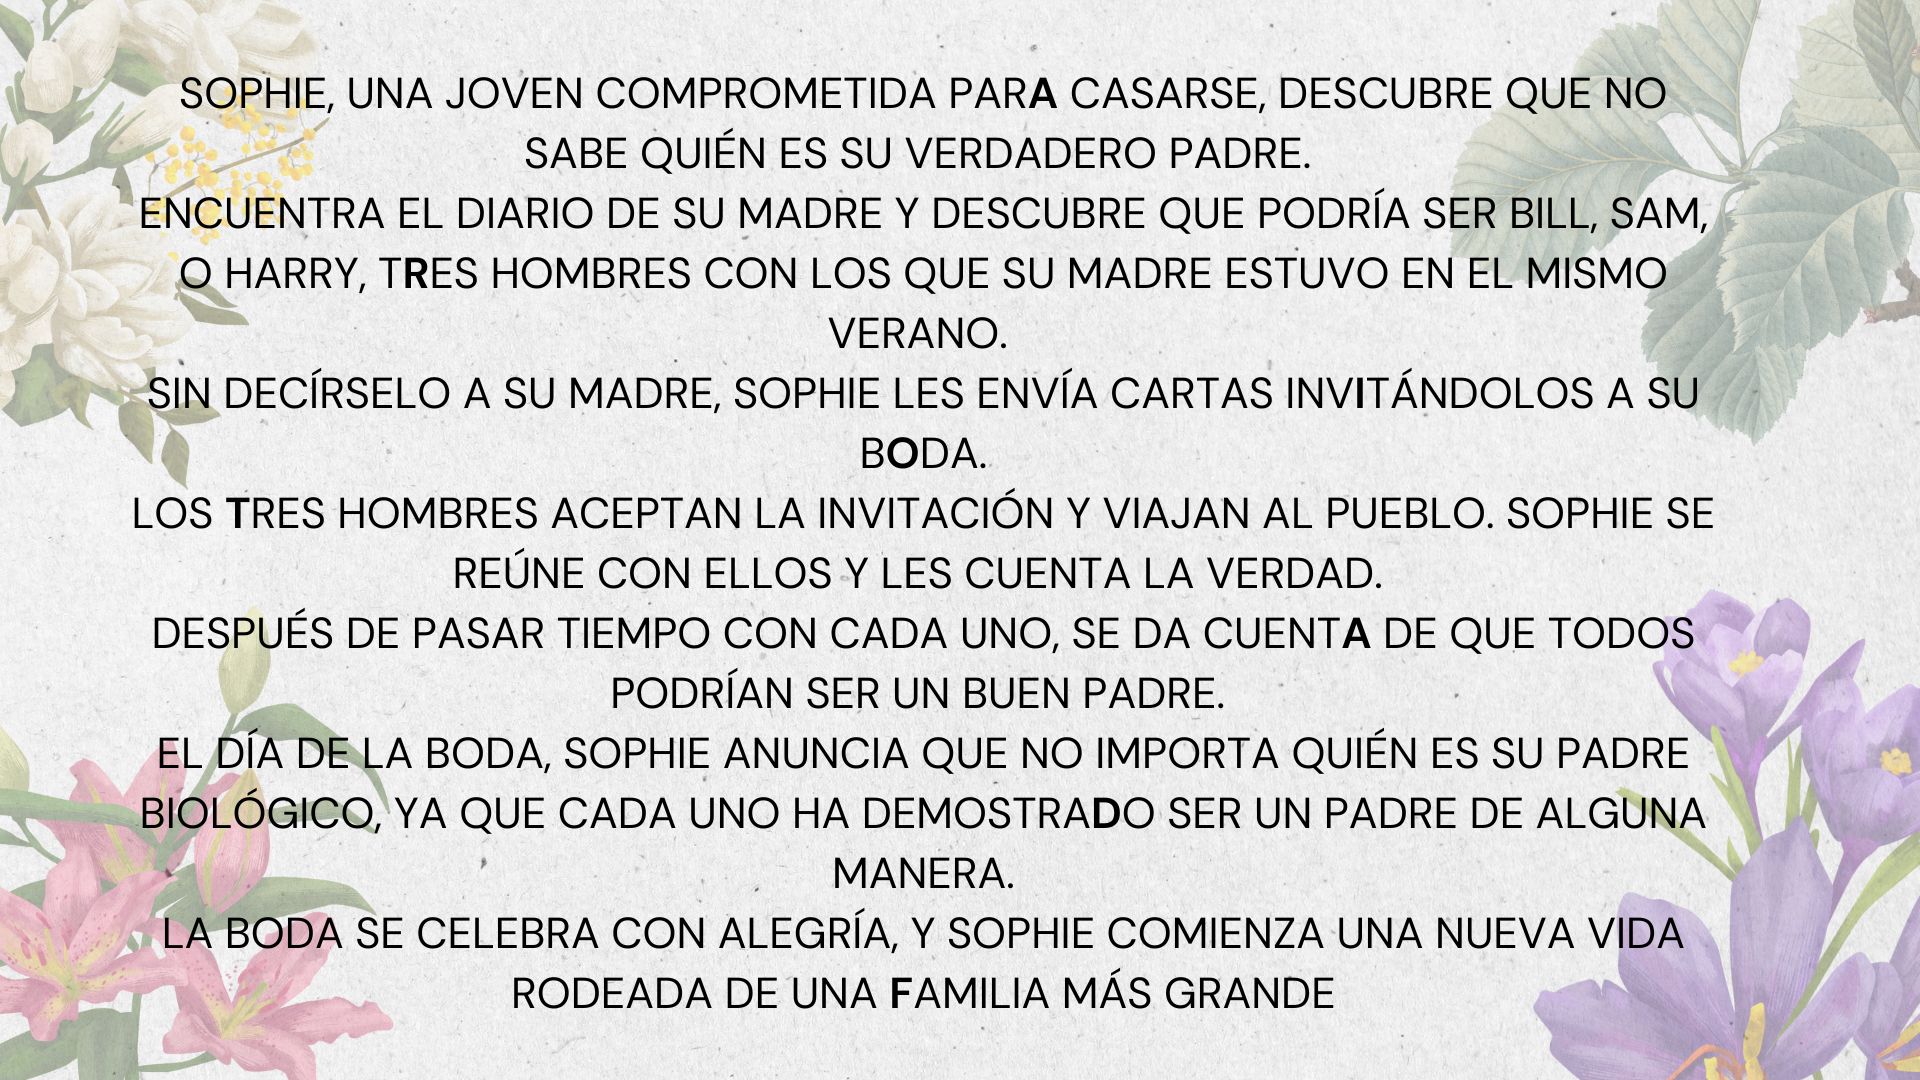 SOPHIE, UNA JOVEN COMPROMETIDA PARA CASARSE, DESCUBRE QUE NO
SABE QUIÉN ES SU VERDADERO PADRE.
ENCUENTRA EL DIARIO DE SU MADRE Y DESCUBRE QUE PODRÍA SER BILL, SAM,
O HARRY, TRES HOMBRES CON LOS QUE SU MADRE ESTUVO EN EL MISMO
VERANO.
SIN DECÍRSELO A SU MADRE, SOPHIE LES ENVÍA CARTAS INVITÁNDOLOS A SU
BODA.
LOS TRES HOMBRES ACEPTAN LA INVITACIÓN Y VIAJAN AL PUEBLO. SOPHIE SE
REÚNE CON ELLOS Y LES CUENTA LA VERDAD.
DESPUÉS DE PASAR TIEMPO CON CADA UNO, SE DA CUENTA DE QUE TODOS
PODRÍAN SER UN BUEN PADRE.
EL DÍA DE LA BODA, SOPHIE ANUNCIA QUE NO IMPORTA QUIÉN ES SU PADRE
BIOLÓGICO, YA QUE CADA UNO HA DEMOSTRADO SER UN PADRE DE ALGUNA
MANERA.
LA BODA SE CELEBRA CON ALEGRÍA, Y SOPHIE COMIENZA UNA NUEVA VIDA
RODEADA DE UNA FAMILIA MÁS GRANDE